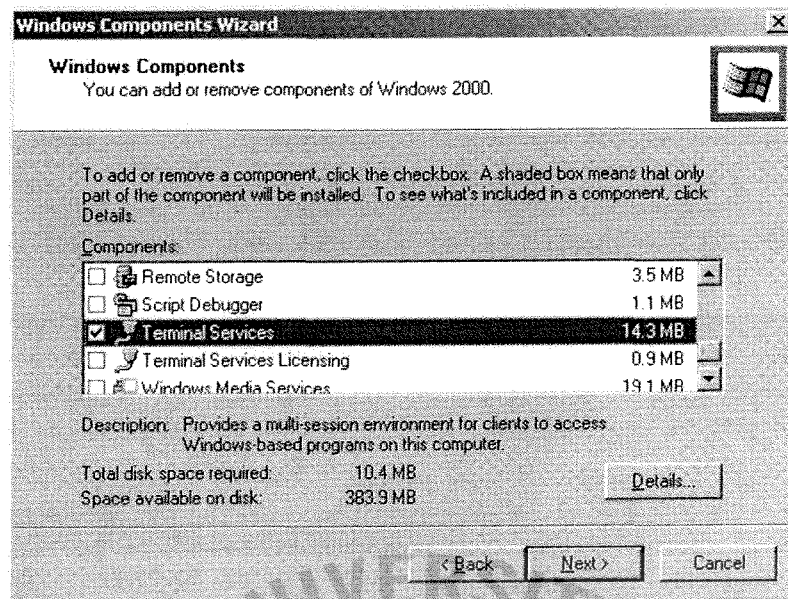 Windows Components Wizard
Windows Components
You can add or remove components of Windows 2000.
To add or remove a component, click the checkbox. A shaded box means that only
part of the component will be installed. To see what's included in a component, click
Details.
Components:
Remote Storage 3.5 MB
Script Debugger 1.1 MB
Terminal Services 14.3 MB
Terminal Services Licensing 0.9 MB
Windows Media Services 19.1 MB
Description: Provides a multi-session environment for clients to access
Windows-based programs on this computer.
Total disk space required: 10.4 MB
Space available on disk: 383.9 MB
Details...
< Back Next > Cancel